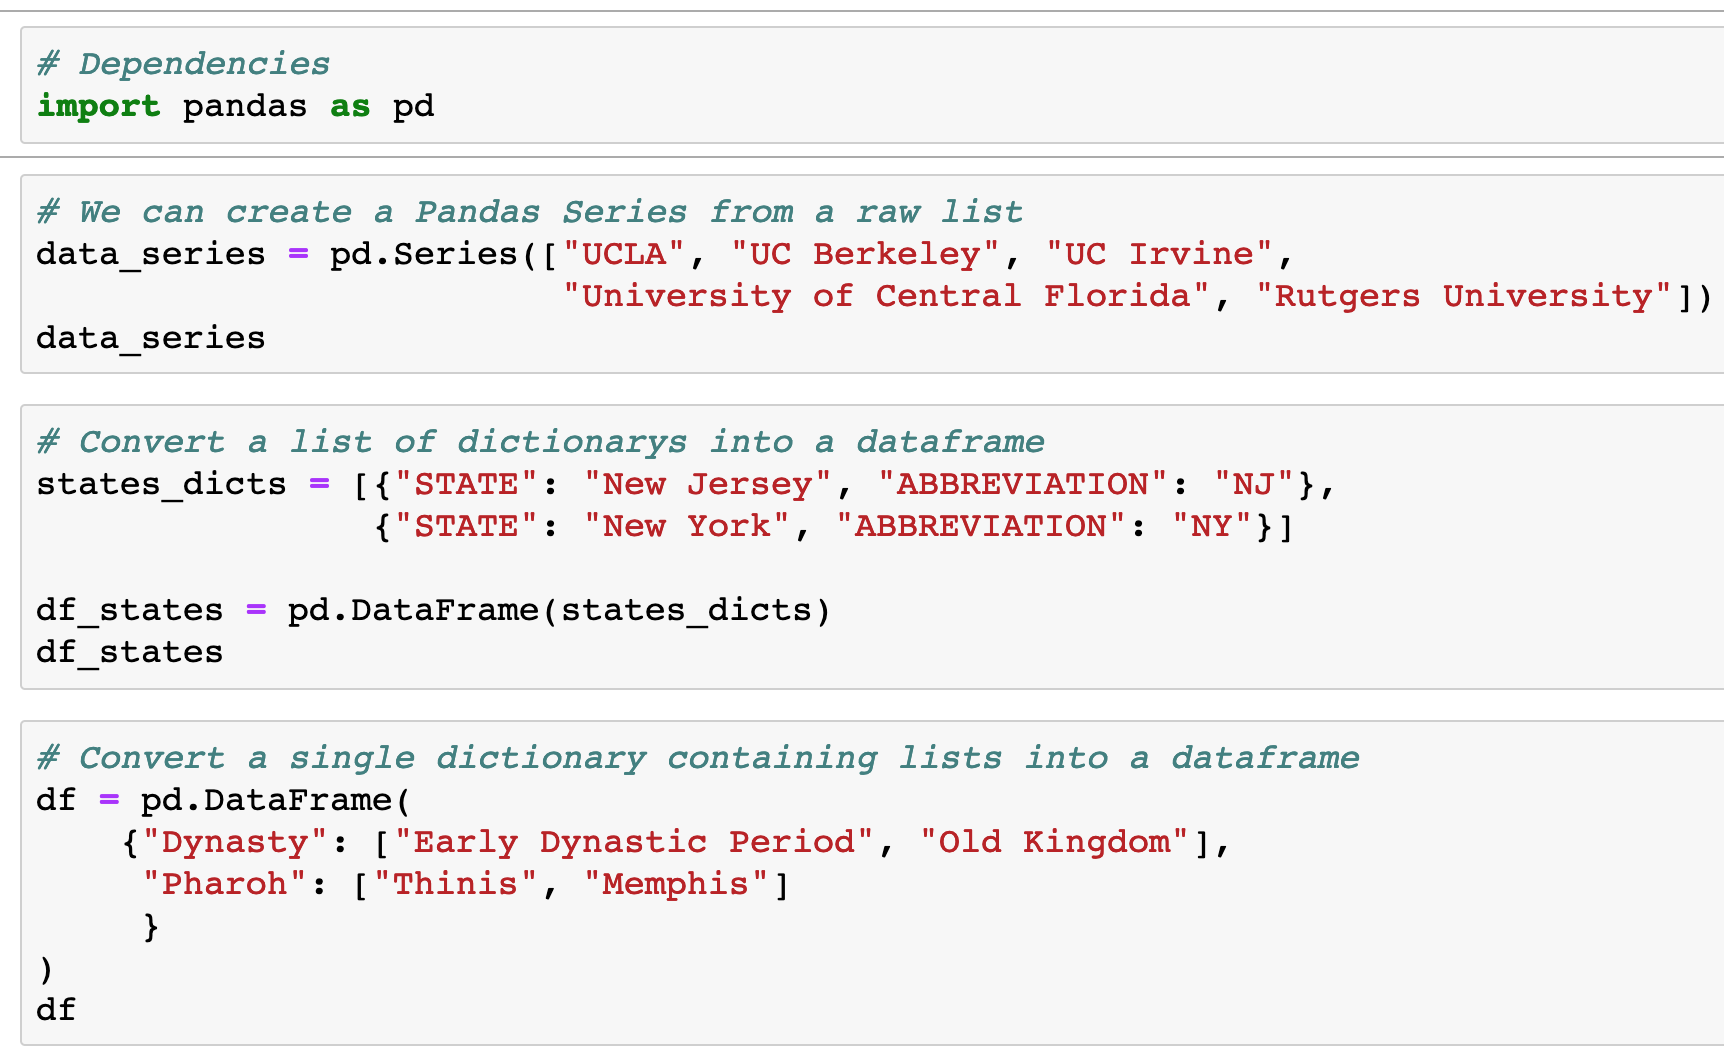 # Dependencies
import pandas as pd
# We can create a Pandas Series from a raw list
data_series = pd.Series(["UCLA", "UC Berkeley", "UC Irvine",
                         "University of Central Florida", "Rutgers University"])
data_series
# Convert a list of dictionarys into a dataframe
states_dicts = [{"STATE": "New Jersey", "ABBREVIATION": "NJ"},
                {"STATE": "New York", "ABBREVIATION": "NY"}]
df_states = pd.DataFrame(states_dicts)
df_states
# Convert a single dictionary containing lists into a dataframe
df = pd.DataFrame(
    {"Dynasty": ["Early Dynastic Period", "Old Kingdom"],
     "Pharoh": ["Thinis", "Memphis"]
     }
)
df